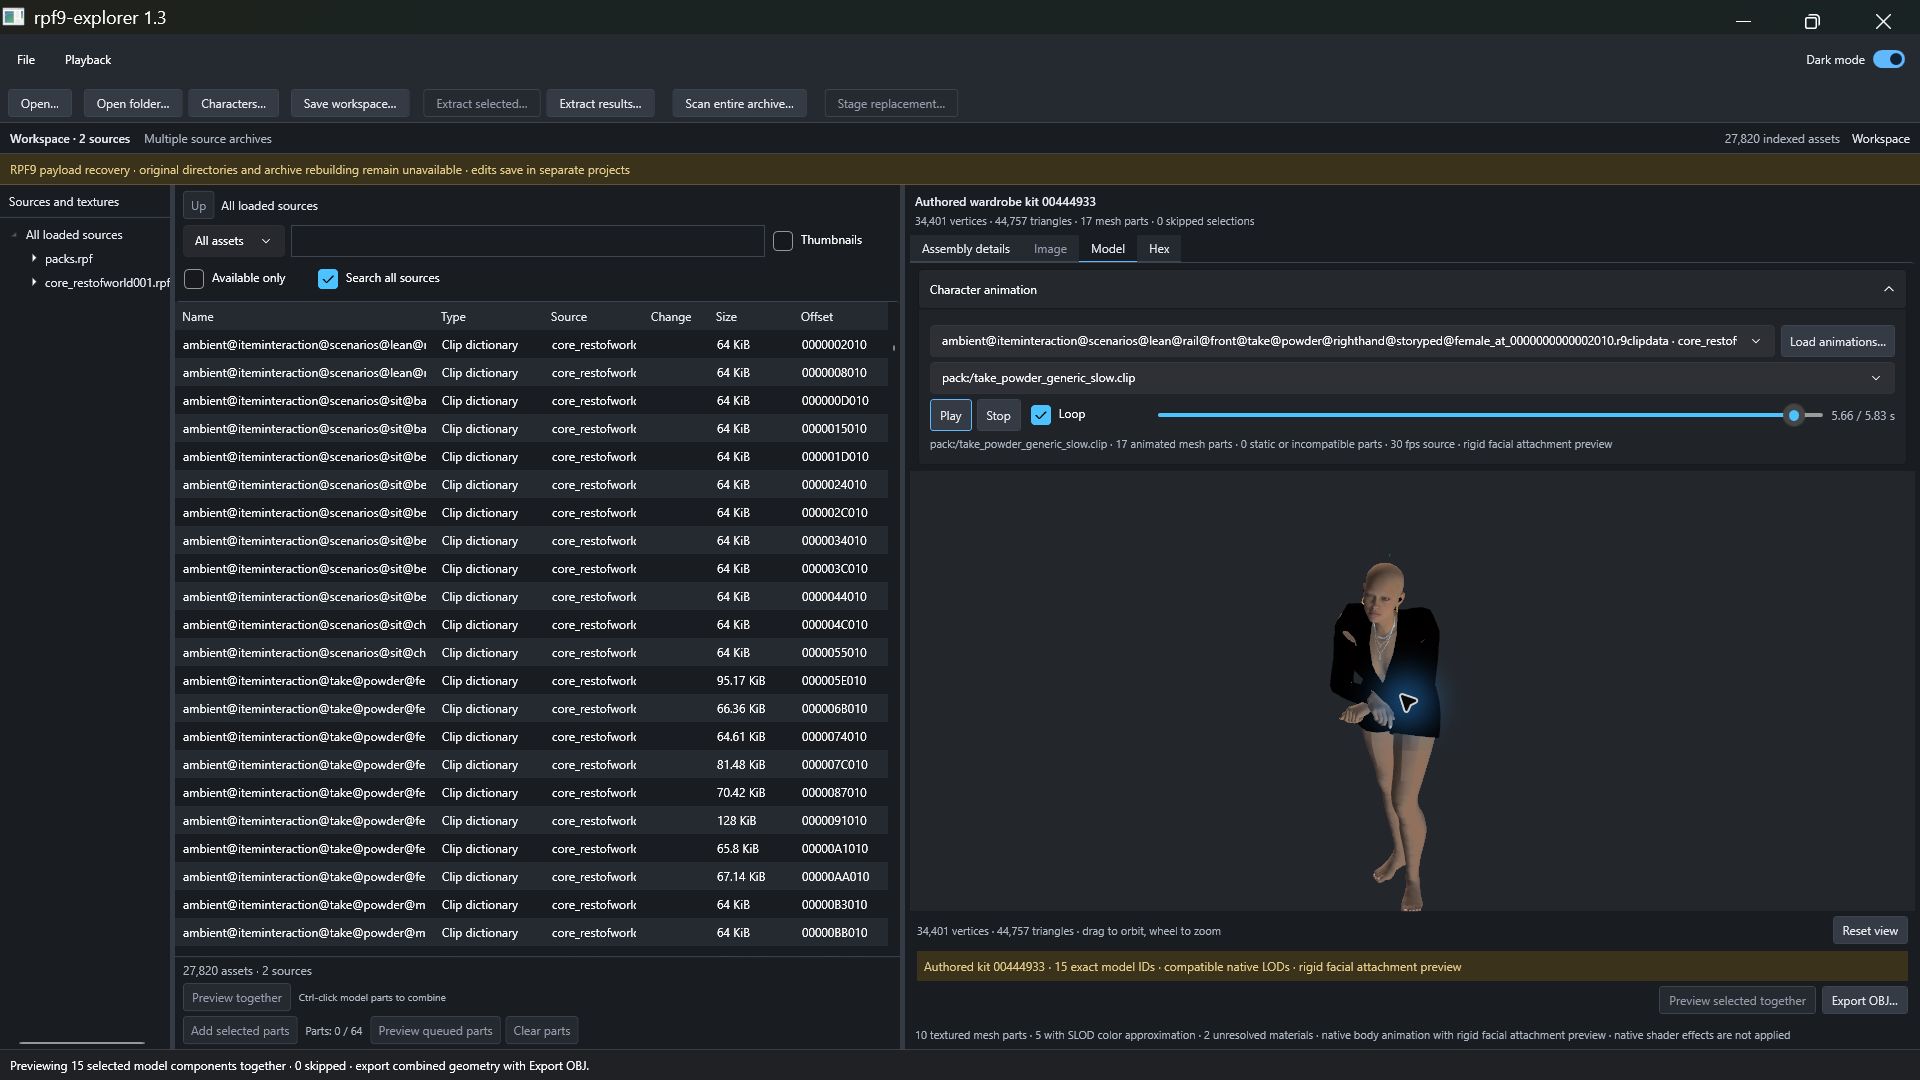 rpf9-explorer 1.3
File Playback Dark mode
Open... Open folder... Characters... Save workspace... Extract selected... Extract results... Scan entire archive... Stage replacement...
Workspace · 2 sources Multiple source archives 27,820 indexed assets Workspace
RPF9 payload recovery · original directories and archive rebuilding remain unavailable · edits save in separate projects
Sources and textures
All loaded sources
packs.rpf
core_restofworld001.rpf
Up All loaded sources
All assets Thumbnails
Available only Search all sources
Name Type Source Change Size Offset
ambient@iteminteraction@scenarios@lean@ Clip dictionary core_restofwork 64 KiB 0000002010
ambient@iteminteraction@scenarios@lean@ Clip dictionary core_restofwork 64 KiB 0000008010
ambient@iteminteraction@scenarios@sit@ba Clip dictionary core_restofwork 64 KiB 000000D010
ambient@iteminteraction@scenarios@sit@ba Clip dictionary core_restofwork 64 KiB 0000015010
ambient@iteminteraction@scenarios@sit@be Clip dictionary core_restofwork 64 KiB 000001D010
ambient@iteminteraction@scenarios@sit@be Clip dictionary core_restofwork 64 KiB 0000024010
ambient@iteminteraction@scenarios@sit@be Clip dictionary core_restofwork 64 KiB 000002C010
ambient@iteminteraction@scenarios@sit@be Clip dictionary core_restofwork 64 KiB 0000034010
ambient@iteminteraction@scenarios@sit@be Clip dictionary core_restofwork 64 KiB 000003C010
ambient@iteminteraction@scenarios@sit@be Clip dictionary core_restofwork 64 KiB 0000044010
ambient@iteminteraction@scenarios@sit@ch Clip dictionary core_restofwork 64 KiB 000004C010
ambient@iteminteraction@scenarios@sit@ch Clip dictionary core_restofwork 64 KiB 0000055010
ambient@iteminteraction@take@powder@fe Clip dictionary core_restofwork 95.17 KiB 000005E010
ambient@iteminteraction@take@powder@fe Clip dictionary core_restofwork 66.36 KiB 000006B010
ambient@iteminteraction@take@powder@fe Clip dictionary core_restofwork 64.61 KiB 0000074010
ambient@iteminteraction@take@powder@fe Clip dictionary core_restofwork 81.48 KiB 000007C010
ambient@iteminteraction@take@powder@fe Clip dictionary core_restofwork 70.42 KiB 0000087010
ambient@iteminteraction@take@powder@fe Clip dictionary core_restofwork 128 KiB 0000091010
ambient@iteminteraction@take@powder@fe Clip dictionary core_restofwork 65.8 KiB 00000A1010
ambient@iteminteraction@take@powder@fe Clip dictionary core_restofwork 67.14 KiB 00000AA010
ambient@iteminteraction@take@powder@m Clip dictionary core_restofwork 64 KiB 00000B3010
ambient@iteminteraction@take@powder@m Clip dictionary core_restofwork 64 KiB 00000BB010
27,820 assets · 2 sources
Preview together Ctrl-click model parts to combine
Add selected parts Parts: 0 / 64 Preview queued parts Clear parts
Authored wardrobe kit 00444933
34,401 vertices · 44,757 triangles · 17 mesh parts · 0 skipped selections
Assembly details Image Model Hex
Character animation
ambient@iteminteraction@scenarios@lean@rail@front@take@powder@righthand@storyped@female_at_0000000000002010.r9clipdata · core_restof Load animations...
pack:/take_powder_generic_slow.clip
Play Stop Loop 5.66 / 5.83 s
pack:/take_powder_generic_slow.clip · 17 animated mesh parts · 0 static or incompatible parts · 30 fps source · rigid facial attachment preview
34,401 vertices · 44,757 triangles · drag to orbit, wheel to zoom Reset view
Authored kit 00444933 · 15 exact model IDs · compatible native LODs · rigid facial attachment preview
Preview selected together Export OBJ...
10 textured mesh parts · 5 with SLOD color approximation · 2 unresolved materials · native body animation with rigid facial attachment preview · native shader effects are not applied
Previewing 15 selected model components together · 0 skipped · export combined geometry with Export OBJ.